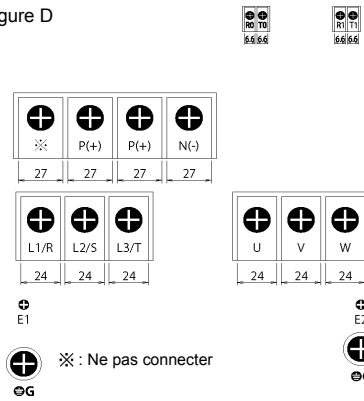 gure D
R0 T0 R1 T1
6.6 6.6 6.6 6.6
※ P(+) P(+) N(-)
27 27 27 27
L1/R L2/S L3/T U V W
24 24 24 24 24 24
E1 E2
※ : Ne pas connecter
G